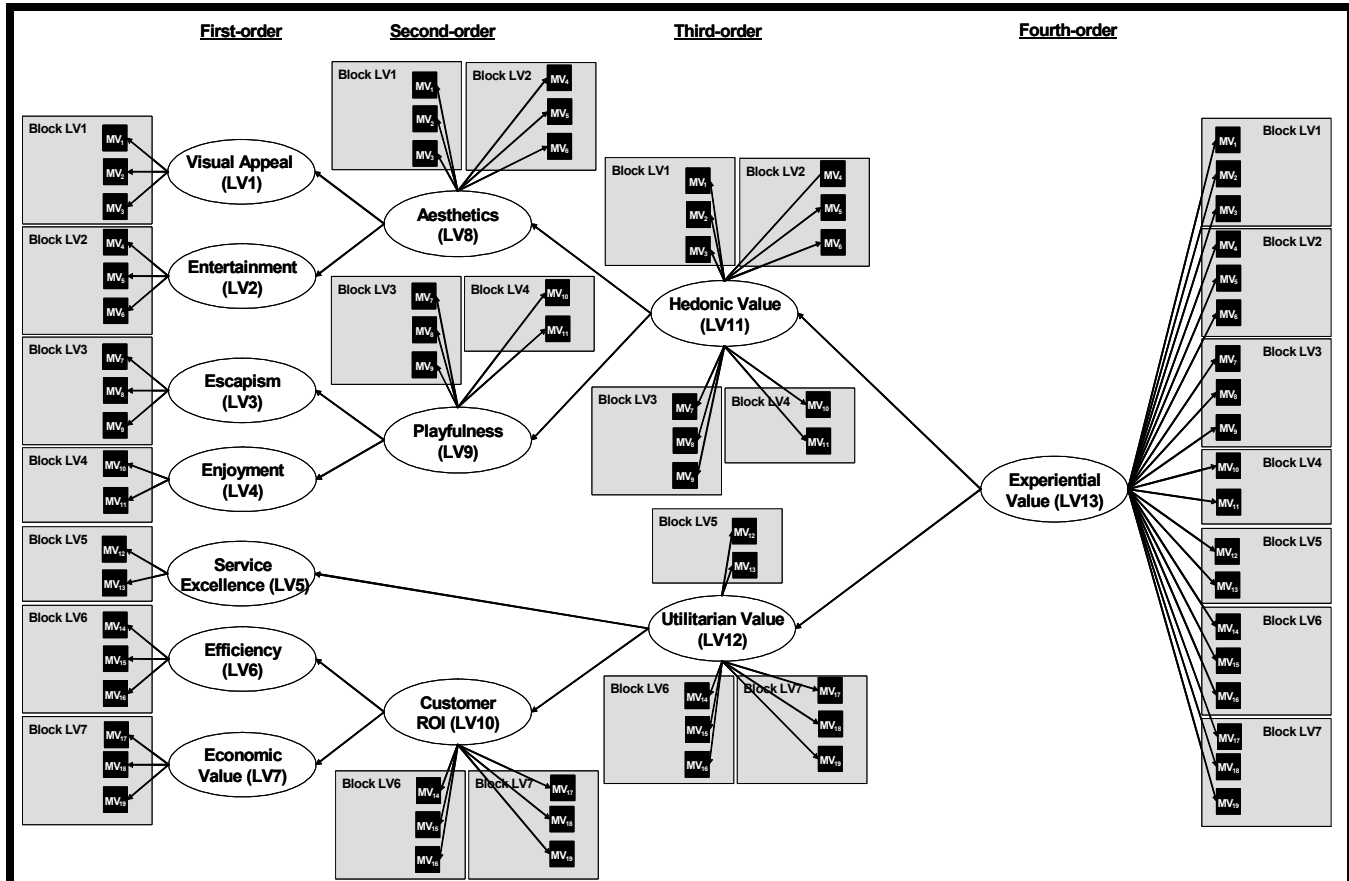 First-order
Second-order
Third-order
Fourth-order
Block LV1
MV1
MV2
MV3
Block LV2
MV4
MV5
MV6
Block LV3
MV7
MV8
MV9
Block LV4
MV10
MV11
Block LV5
MV12
MV13
Block LV6
MV14
MV15
MV16
Block LV7
MV17
MV18
MV19
Visual Appeal
(LV1)
Entertainment
(LV2)
Escapism
(LV3)
Enjoyment
(LV4)
Service
Excellence (LV5)
Efficiency
(LV6)
Economic
Value (LV7)
Block LV1
MV1
MV2
MV3
Block LV2
MV4
MV5
MV6
Aesthetics
(LV8)
Block LV3
MV7
MV8
MV9
Block LV4
MV10
MV11
Playfulness
(LV9)
Customer
ROI (LV10)
Block LV6
MV14
MV15
MV16
Block LV7
MV17
MV18
MV19
Block LV1
MV1
MV2
MV3
Block LV2
MV4
MV5
MV6
Hedonic Value
(LV11)
Block LV3
MV7
MV8
MV9
Block LV4
MV10
MV11
Block LV5
MV12
MV13
Utilitarian Value
(LV12)
Block LV6
MV14
MV15
MV16
Block LV7
MV17
MV18
MV19
Experiential
Value (LV13)
Block LV1
MV1
MV2
MV3
Block LV2
MV4
MV5
MV6
Block LV3
MV7
MV8
MV9
Block LV4
MV10
MV11
Block LV5
MV12
MV13
Block LV6
MV14
MV15
MV16
Block LV7
MV17
MV18
MV19